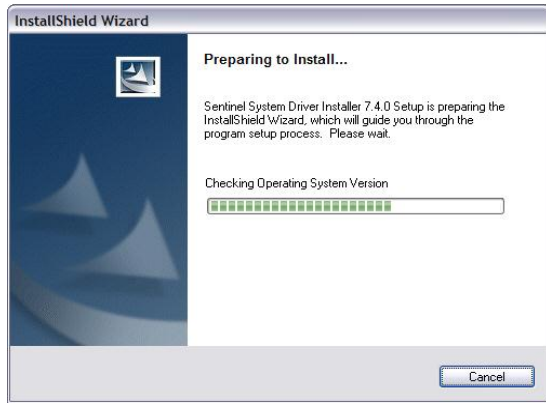 InstallShield Wizard
Preparing to Install...
Sentinel System Driver Installer 7.4.0 Setup is preparing the
InstallShield Wizard, which will guide you through the
program setup process. Please wait.
Checking Operating System Version
Cancel